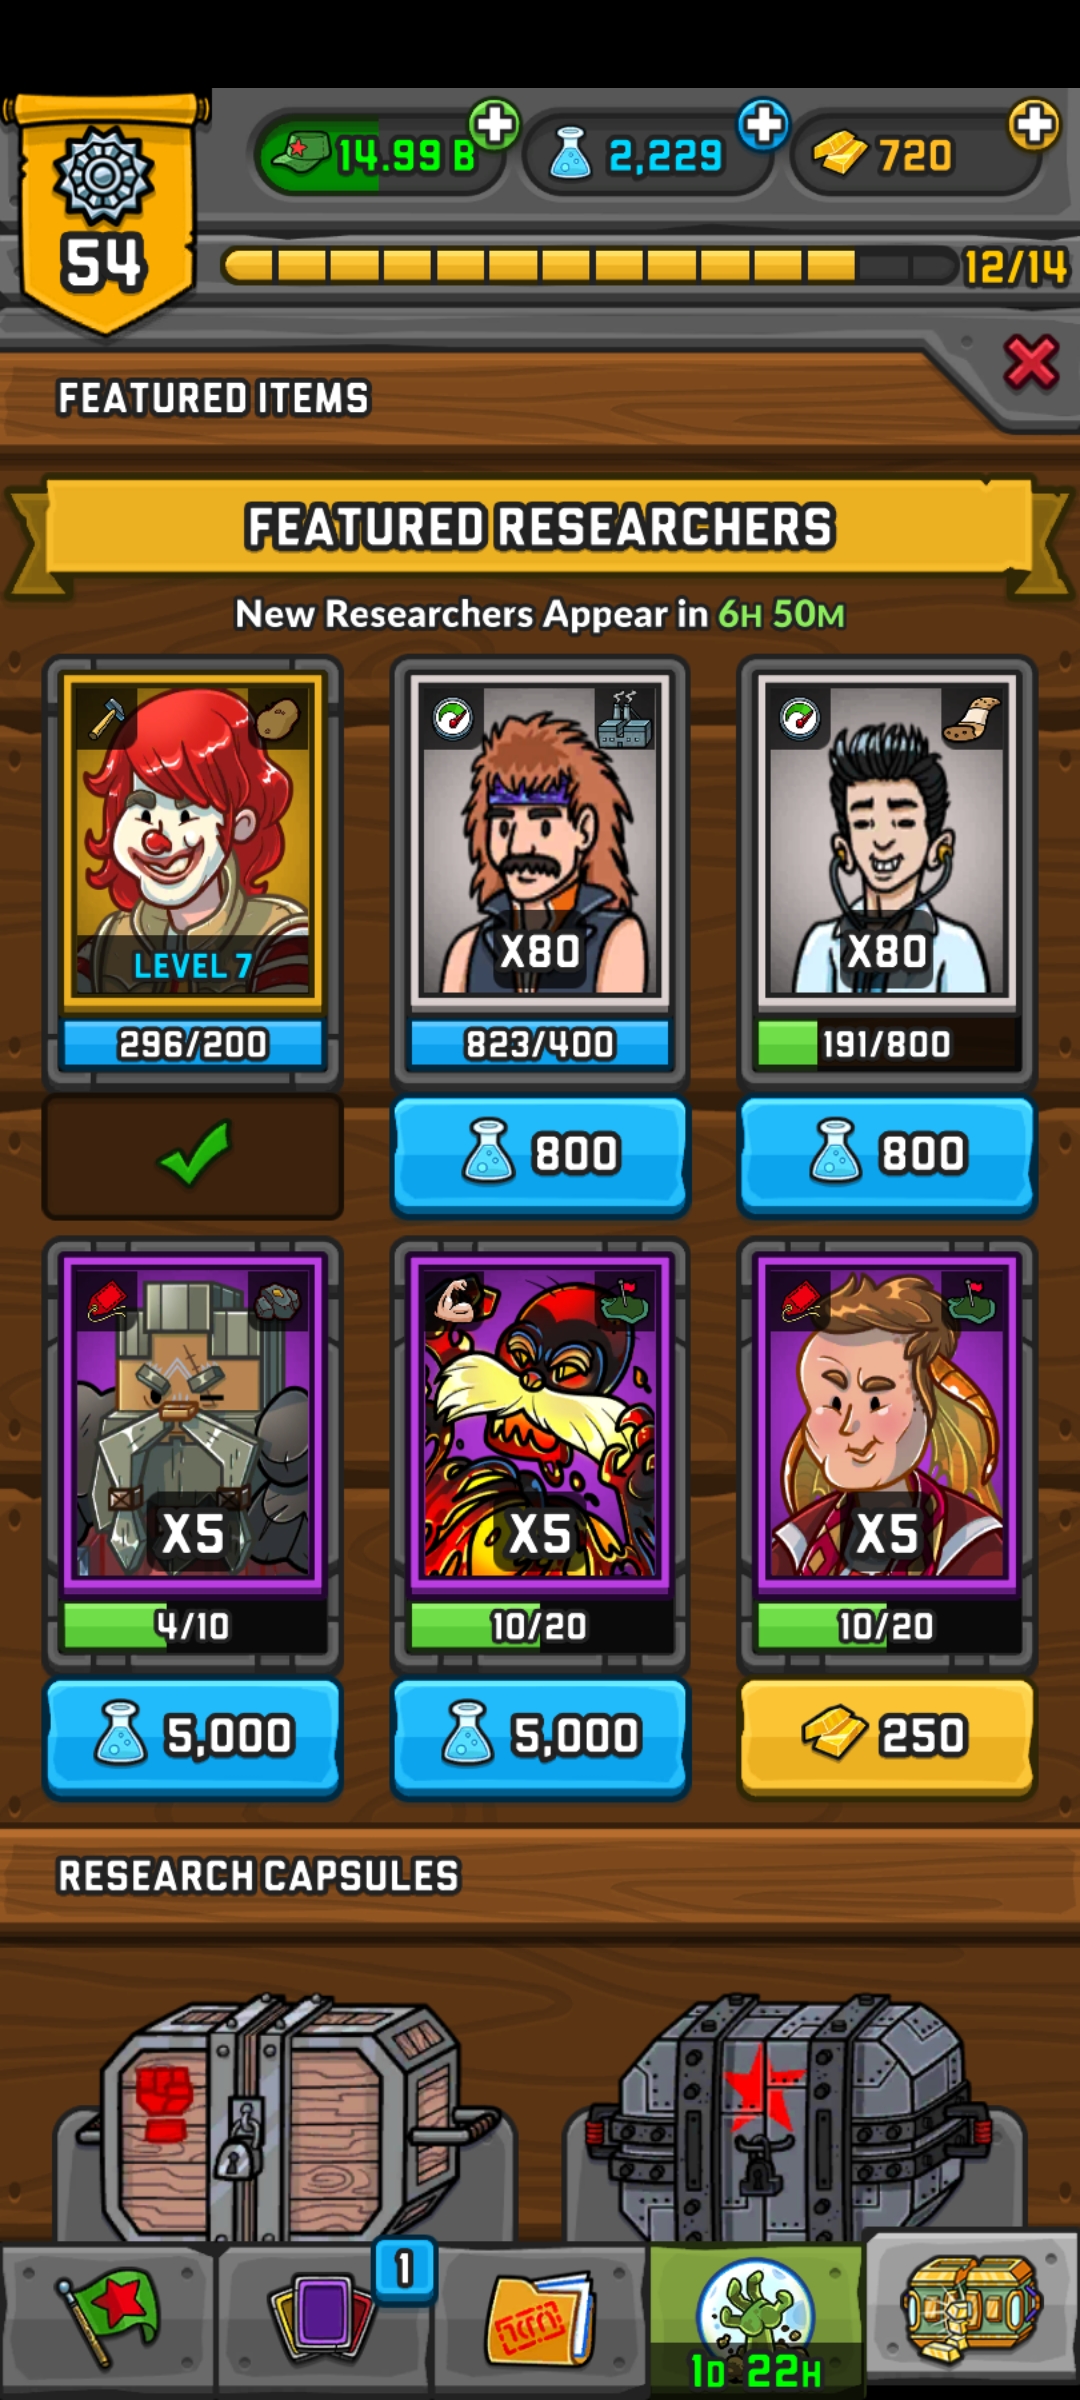 14.99 B
2,229
720
54
12/14
FEATURED ITEMS
FEATURED RESEARCHERS
New Researchers Appear in 6H 50M
LEVEL 7
X80
X80
296/200
823/400
191/800
800
800
X5
X5
X5
4/10
10/20
10/20
5,000
5,000
250
RESEARCH CAPSULES
1
1D 22H